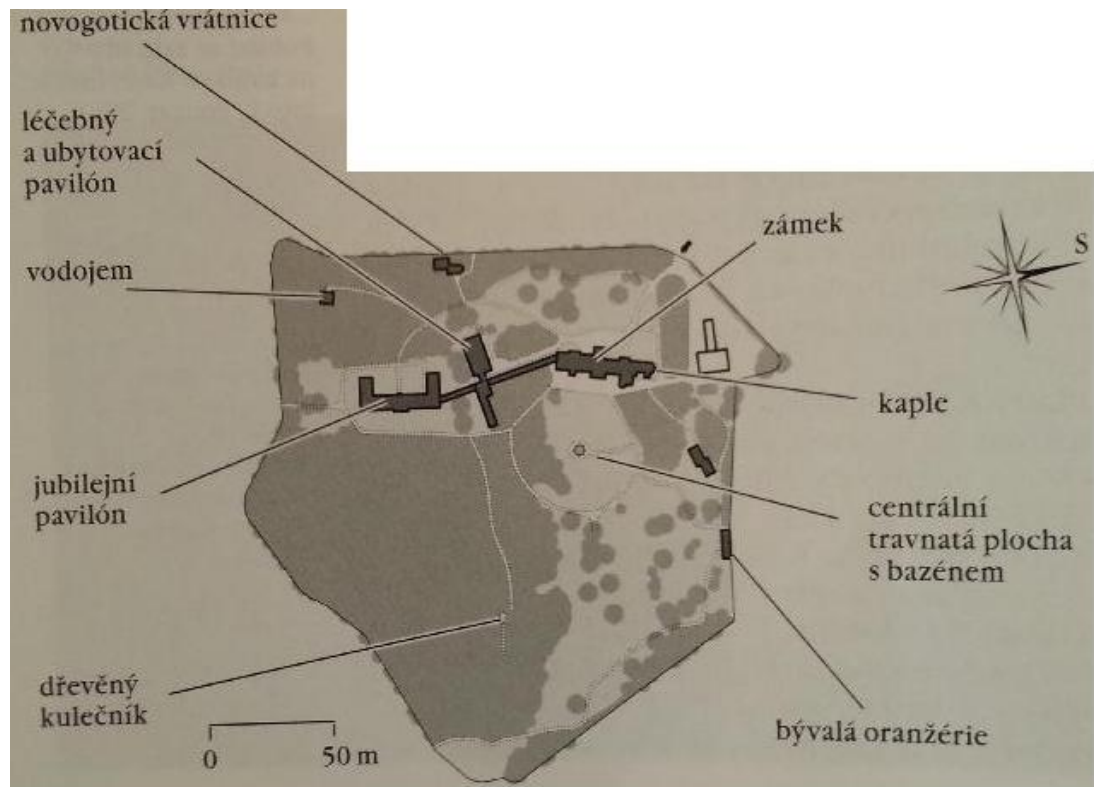 novogotická vrátnice
léčebný
a ubytovací
pavilón
vodojem
zámek
S
kaple
jubilejní
pavilón
centrální
travnatá plocha
s bazénem
dřevěný
kulečník
bývalá oranžérie
0 50 m